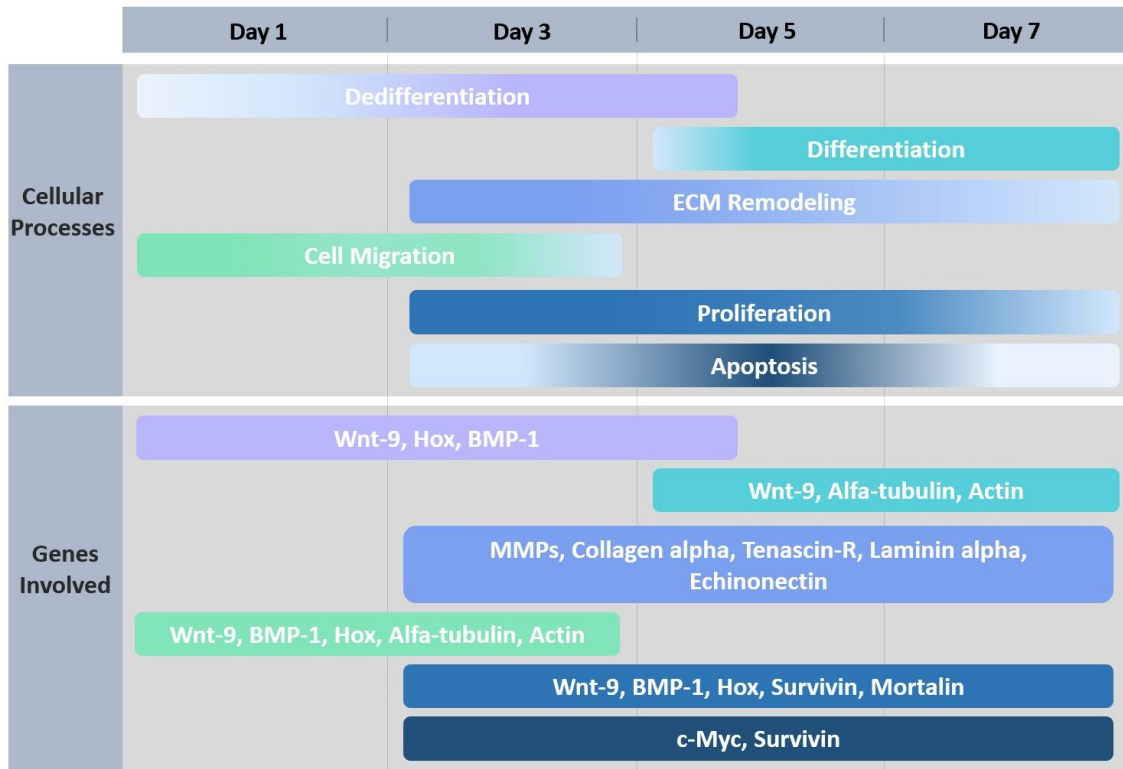 Day 1
Day 3
Day 5
Day 7
Cellular
Processes
Dedifferentiation
Differentiation
ECM Remodeling
Cell Migration
Proliferation
Apoptosis
Genes
Involved
Wnt-9, Hox, BMP-1
Wnt-9, Alfa-tubulin, Actin
MMPs, Collagen alpha, Tenascin-R, Laminin alpha,
Echinonectin
Wnt-9, BMP-1, Hox, Alfa-tubulin, Actin
Wnt-9, BMP-1, Hox, Survivin, Mortalin
c-Myc, Survivin